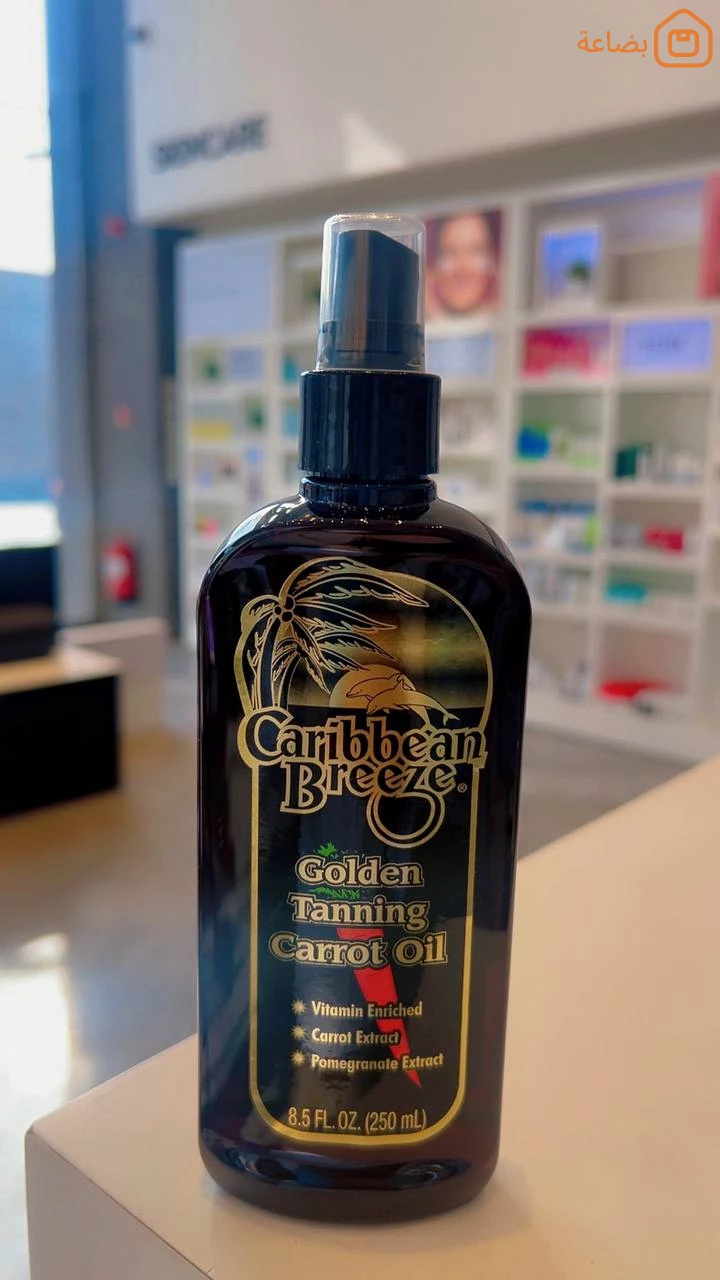 بضاعة
SKINCARE
Caribbean
Breeze®
Golden
Tanning
Carrot Oil
Vitamin Enriched
Carrot Extract
Pomegranate Extract
8.5 FL. OZ. (250 mL)